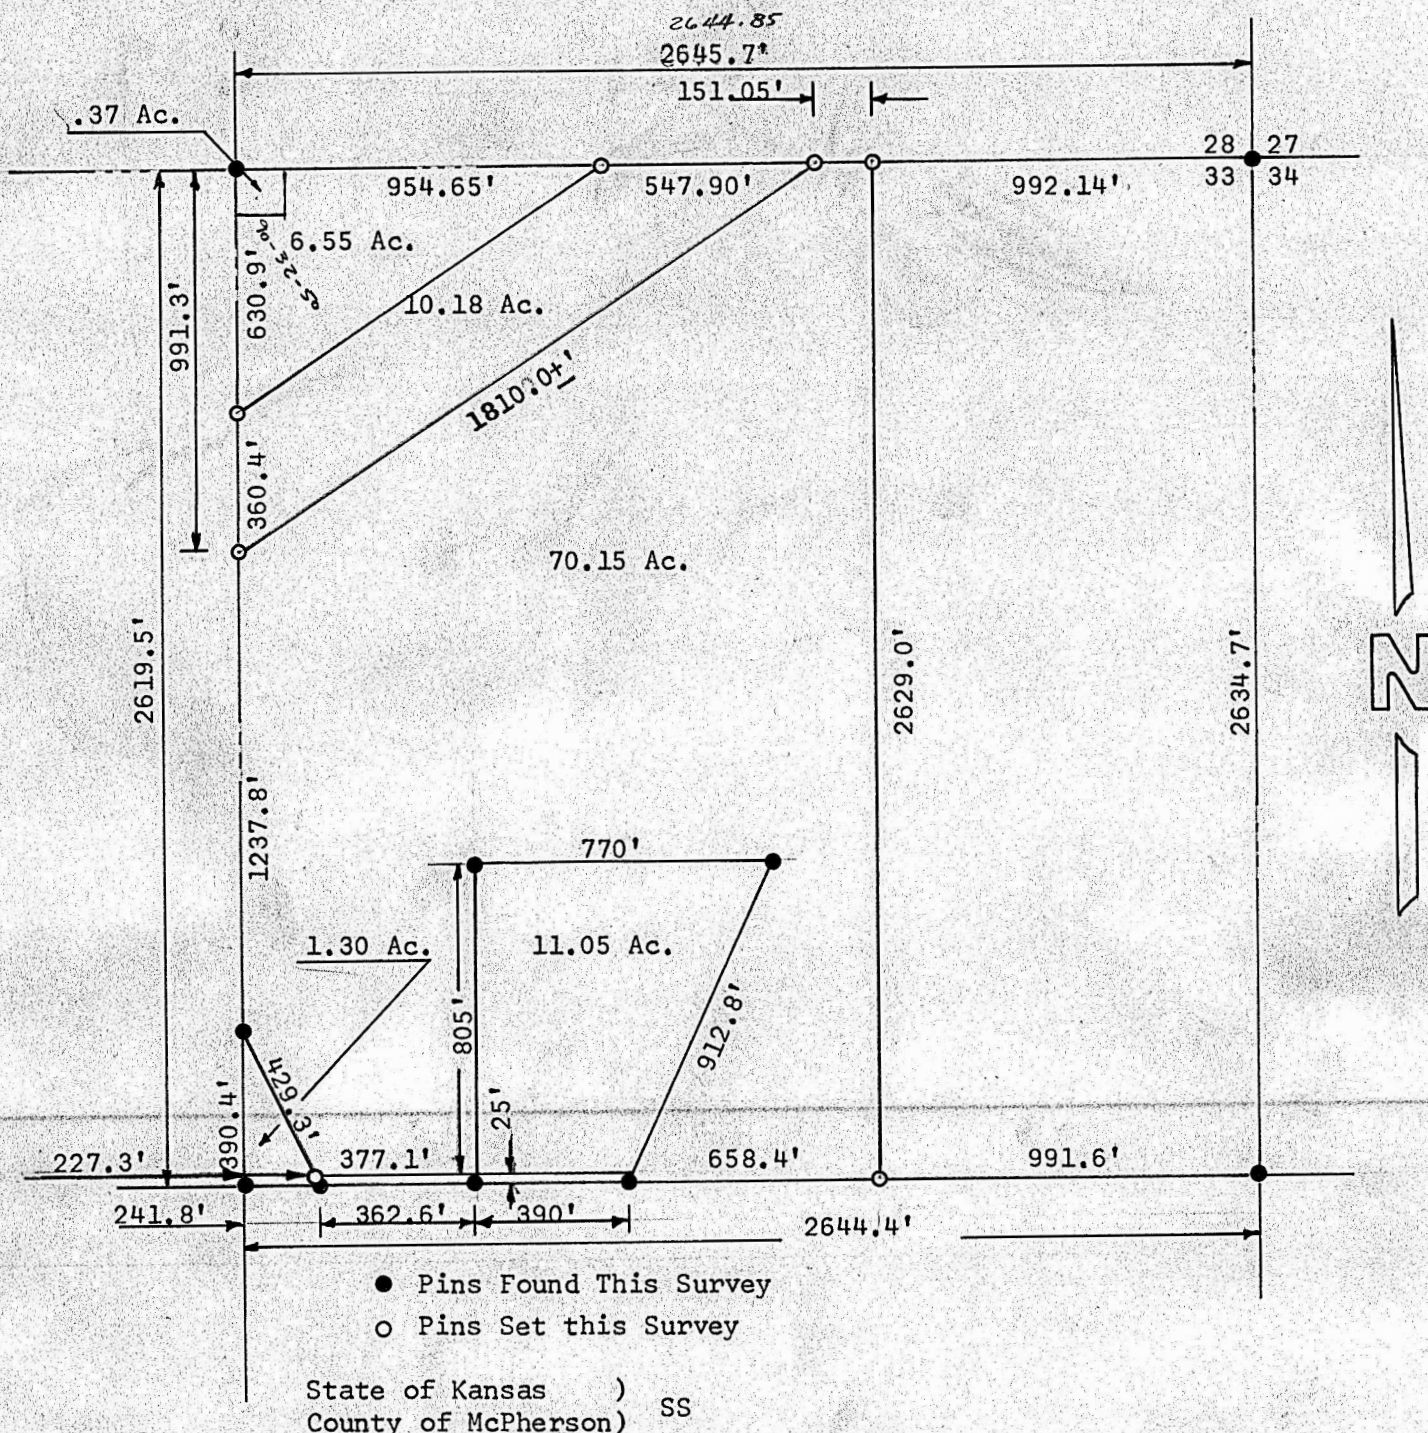 2644.85
2645.7'
151.05'
.37 Ac.
28 27
33 34
954.65'
547.90'
992.14'
6.55 Ac.
630.9'
991.3'
10.18 Ac.
1810.0±'
360.4'
70.15 Ac.
2619.5'
2629.0'
2634.7'
N
1237.8'
770'
1.30 Ac.
11.05 Ac.
805'
912.8'
429.3'
25'
390.4'
227.3'
377.1'
658.4'
991.6'
241.8'
362.6'
390'
2644.4'
● Pins Found This Survey
○ Pins Set this Survey
State of Kansas )
SS
County of McPherson)